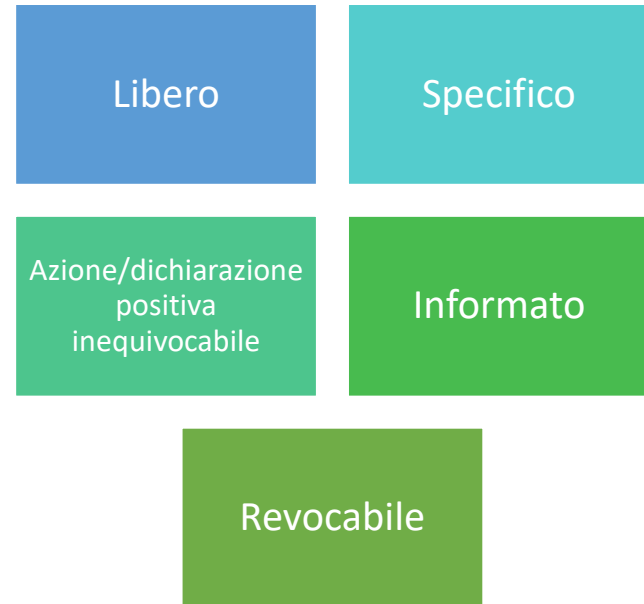 Libero
Specifico
Azione/dichiarazione
positiva
inequivocabile
Informato
Revocabile